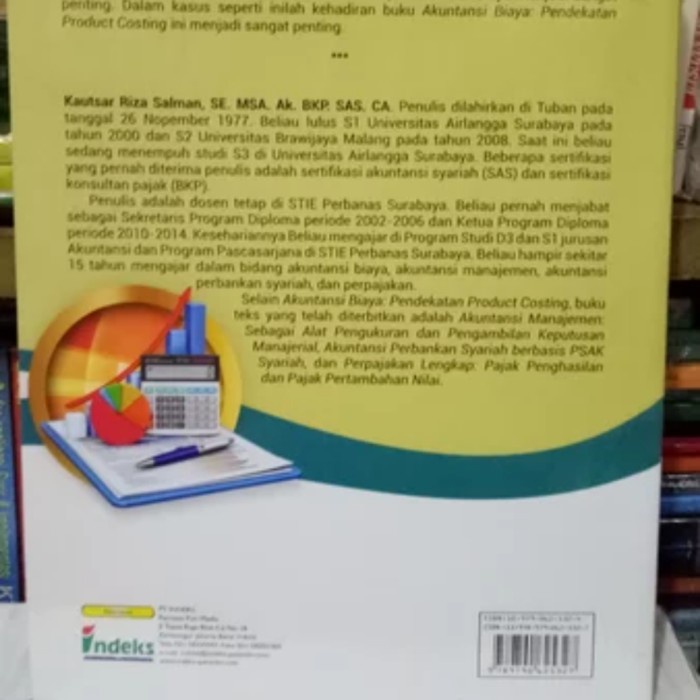 penting. Dalam kasus seperti inilah kehadiran buku Akuntansi Biaya: Pendekatan
Product Costing ini menjadi sangat penting.
***
Kautsar Riza Salman, SE. MSA. Ak. BKP. SAS. CA. Penulis dilahirkan di Tuban pada
tanggal 26 Nopember 1977. Beliau lulus S1 Universitas Airlangga Surabaya pada
tahun 2000 dan S2 Universitas Brawijaya Malang pada tahun 2008. Saat ini beliau
sedang menempuh studi S3 di Universitas Airlangga Surabaya. Beberapa sertifikasi
yang pernah diterima penulis adalah sertifikasi akuntansi syariah (SAS) dan sertifikasi
konsultan pajak (BKP).
Penulis adalah dosen tetap di STIE Perbanas Surabaya. Beliau pernah menjabat
sebagai Sekretaris Program Diploma periode 2002-2006 dan Ketua Program Diploma
periode 2010-2014. Kesehariannya Beliau mengajar di Program Studi D3 dan S1 jurusan
Akuntansi dan Program Pascasarjana di STIE Perbanas Surabaya. Beliau hampir sekitar
15 tahun mengajar dalam bidang akuntansi biaya, akuntansi manajemen, akuntansi
perbankan syariah, dan perpajakan.
Selain Akuntansi Biaya: Pendekatan Product Costing, buku
teks yang telah diterbitkan adalah Akuntansi Manajemen:
Sebagai Alat Pengukuran dan Pengambilan Keputusan
Manajerial, Akuntansi Perbankan Syariah berbasis PSAK
Syariah, dan Perpajakan Lengkap: Pajak Penghasilan
dan Pajak Pertambahan Nilai.
indeks